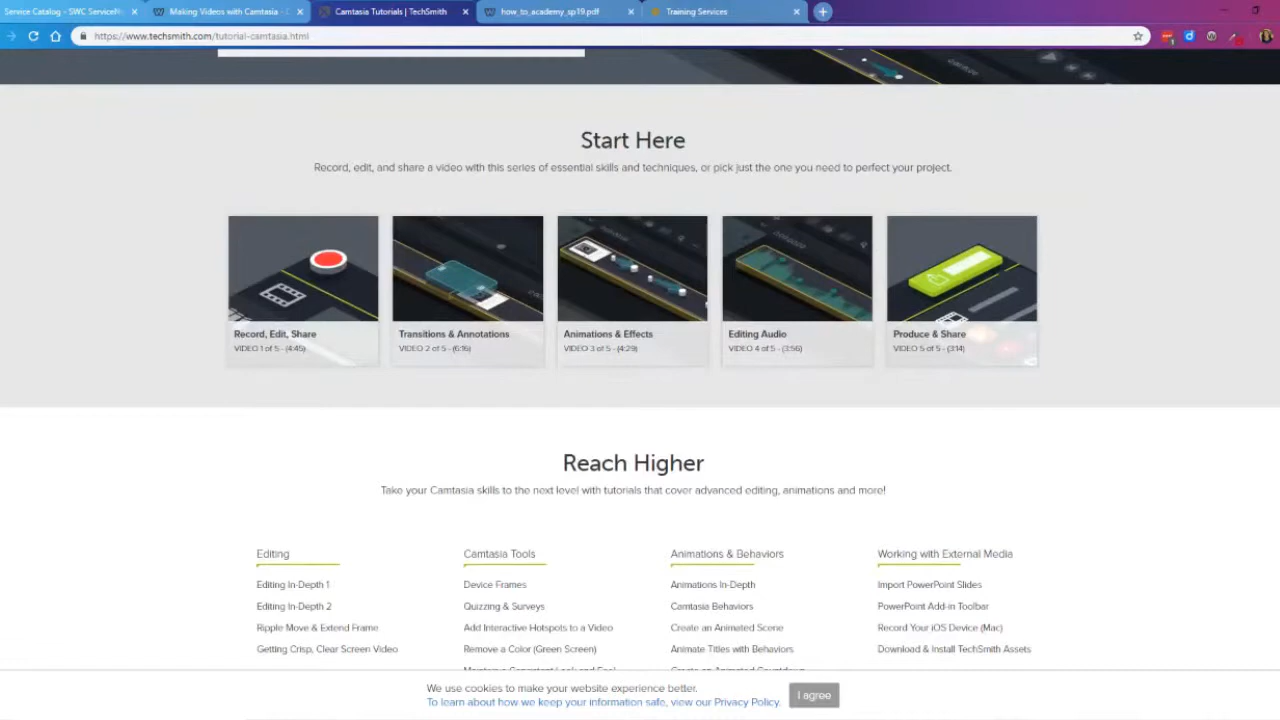 Service Catalog - SWC ServiceN
Making Videos with Camtasia - 
Camtasia Tutorials | TechSmith
how_to_academy_sp19.pdf
Training Services
https://www.techsmith.com/tutorial-camtasia.html
Start Here
Record, edit, and share a video with this series of essential skills and techniques, or pick just the one you need to perfect your project.
Record, Edit, Share
VIDEO 1 of 5 - (4:45)
Transitions & Annotations
VIDEO 2 of 5 - (6:16)
Animations & Effects
VIDEO 3 of 5 - (4:29)
Editing Audio
VIDEO 4 of 5 - (3:56)
Produce & Share
VIDEO 5 of 5 - (3:14)
Reach Higher
Take your Camtasia skills to the next level with tutorials that cover advanced editing, animations and more!
Editing
Editing In-Depth 1
Editing In-Depth 2
Ripple Move & Extend Frame
Getting Crisp, Clear Screen Video
Camtasia Tools
Device Frames
Quizzing & Surveys
Add Interactive Hotspots to a Video
Remove a Color (Green Screen)
Animations & Behaviors
Animations In-Depth
Camtasia Behaviors
Create an Animated Scene
Animate Titles with Behaviors
Create an Animated Countdown
Working with External Media
Import PowerPoint Slides
PowerPoint Add-in Toolbar
Record Your iOS Device (Mac)
Download & Install TechSmith Assets
We use cookies to make your website experience better.
To learn about how we keep your information safe, view our Privacy Policy.
I agree